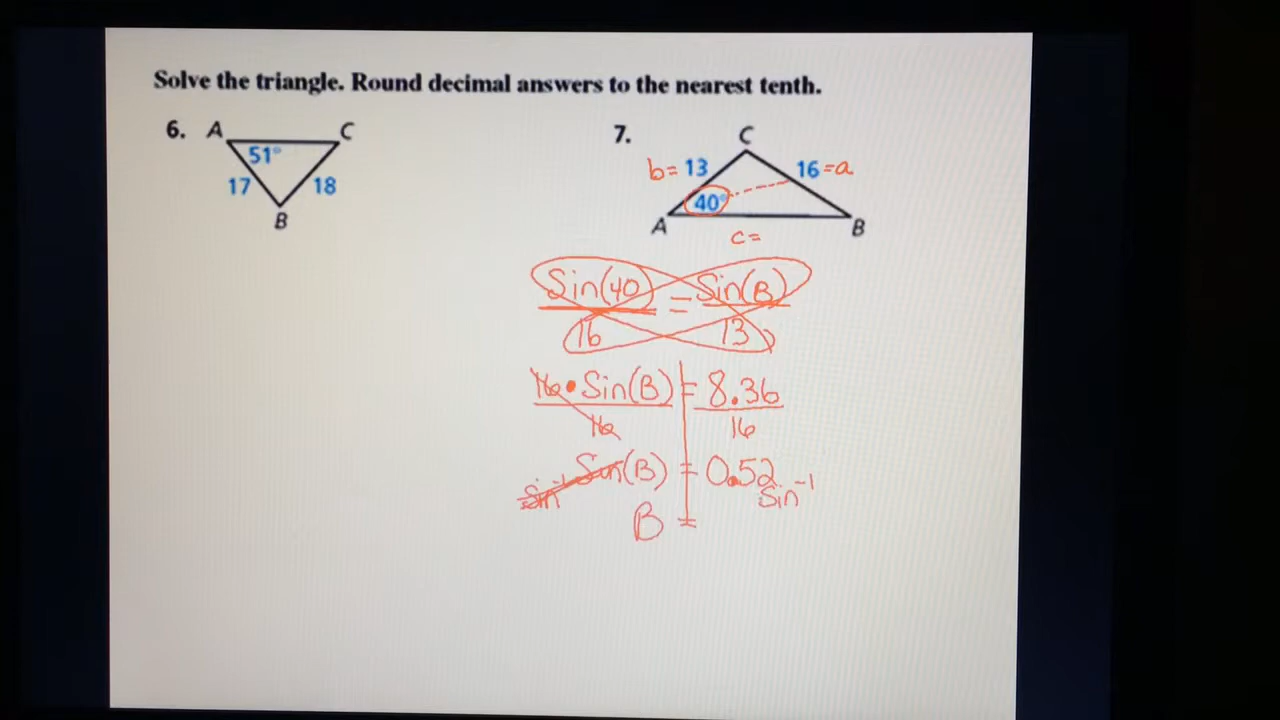 Solve the triangle. Round decimal answers to the nearest tenth.
6. A C
51°
17 18
B
7. C
b= 13 16 =a
40°
A B
c=
Sin(40) = Sin(B)
16 13
16 • Sin(B) = 8.36
16 16
Sin⁻¹ Sin(B) = 0.52 Sin⁻¹
B =